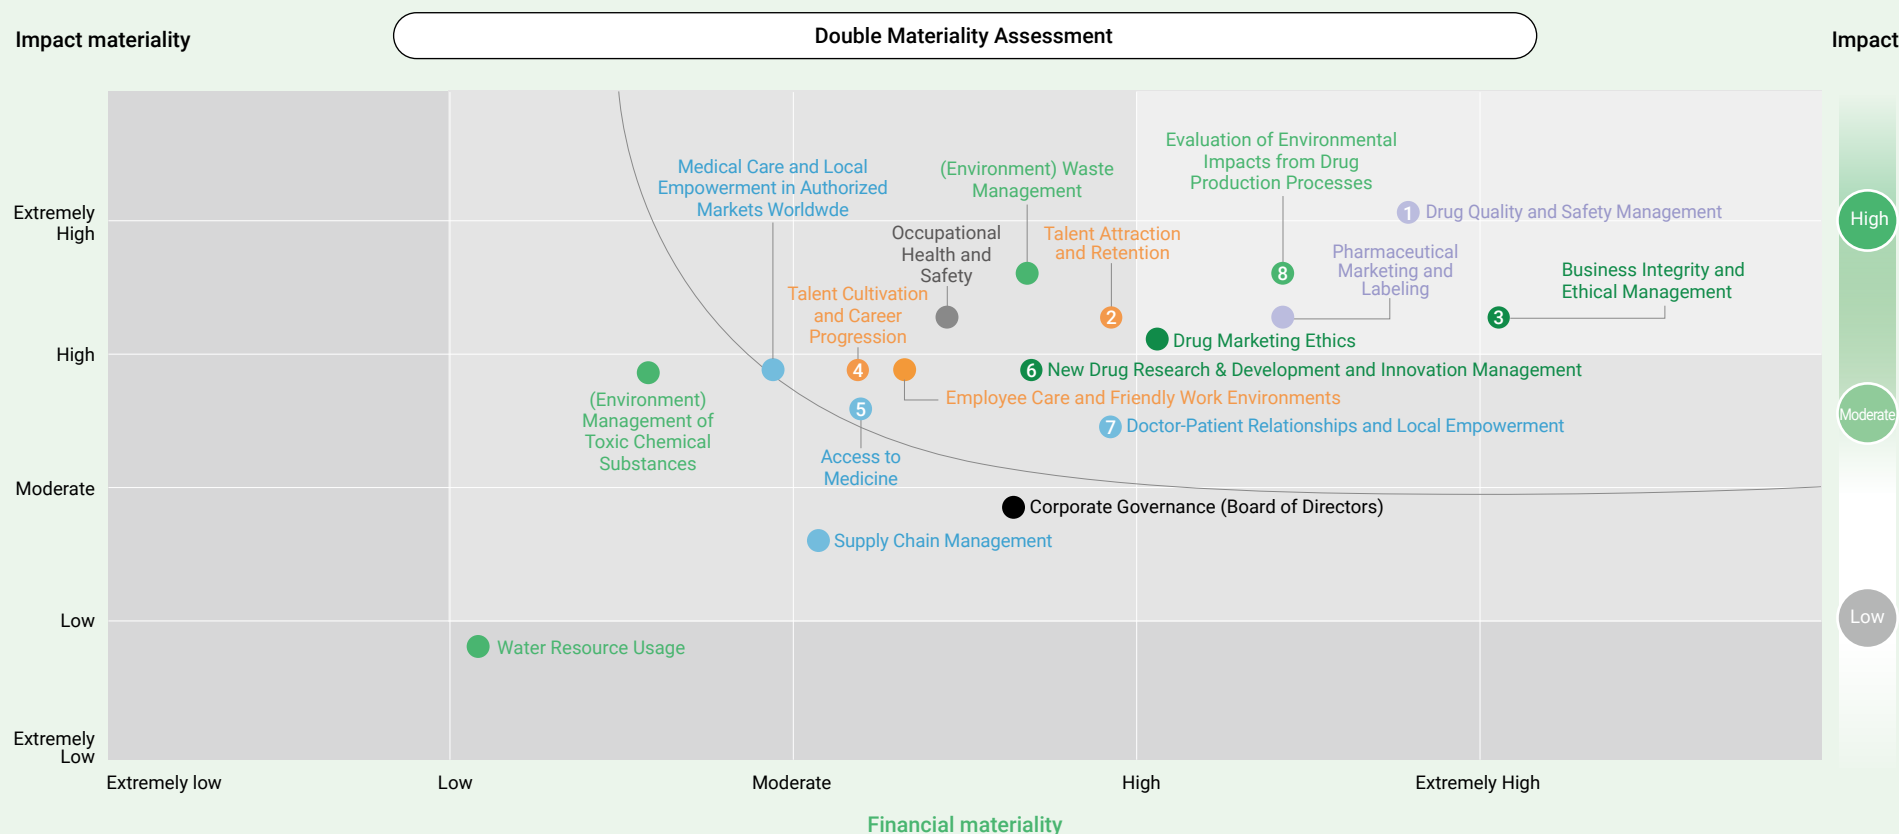 Impact materiality
Double Materiality Assessment
Impact
Evaluation of Environmental
Impacts from Drug
Production Processes
Medical Care and Local
Empowerment in Authorized
Markets Worldwde
(Environment) Waste
Management
1 Drug Quality and Safety Management
Extremely
High
High
Occupational
Health and
Safety
Talent Attraction
and Retention
Pharmaceutical
Marketing and
Labeling
8
Business Integrity and
Ethical Management
Talent Cultivation
and Career
Progression
2
3
Drug Marketing Ethics
High
4
6 New Drug Research & Development and Innovation Management
Employee Care and Friendly Work Environments
(Environment)
Management of
Toxic Chemical
Substances
5
Moderate
7 Doctor-Patient Relationships and Local Empowerment
Access to
Medicine
Moderate
Corporate Governance (Board of Directors)
Supply Chain Management
Low
Low
Water Resource Usage
Extremely
Low
Extremely low
Low
Moderate
High
Extremely High
Financial materiality